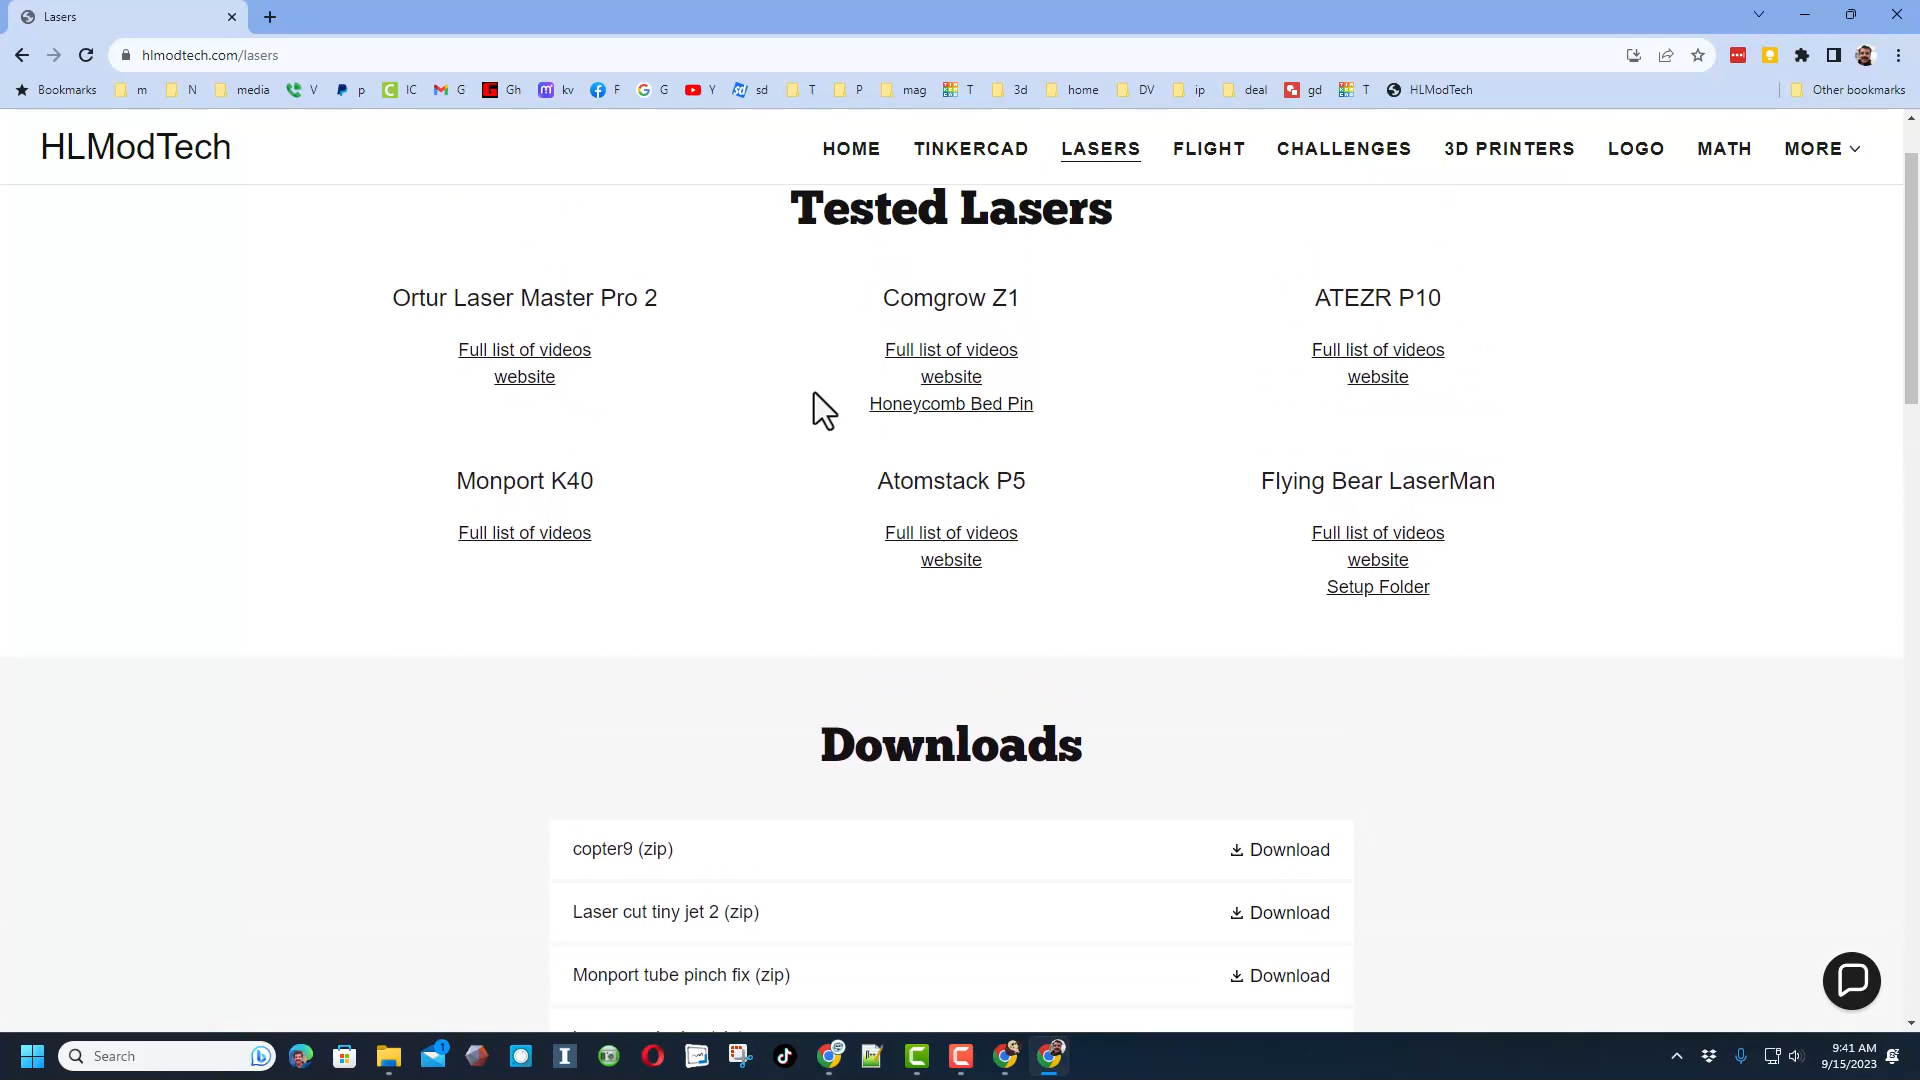 Lasers
hlmodtech.com/lasers
Bookmarks m N media V p IC G Gh kv F G Y sd T P mag T 3d home DV ip deal gd T HLModTech Other bookmarks
HLModTech
HOME TINKERCAD LASERS FLIGHT CHALLENGES 3D PRINTERS LOGO MATH MORE
Tested Lasers
Ortur Laser Master Pro 2
Full list of videos
website
Comgrow Z1
Full list of videos
website
Honeycomb Bed Pin
ATEZR P10
Full list of videos
website
Monport K40
Full list of videos
Atomstack P5
Full list of videos
website
Flying Bear LaserMan
Full list of videos
website
Setup Folder
Downloads
copter9 (zip) Download
Laser cut tiny jet 2 (zip) Download
Monport tube pinch fix (zip) Download
Search
9:41 AM
9/15/2023